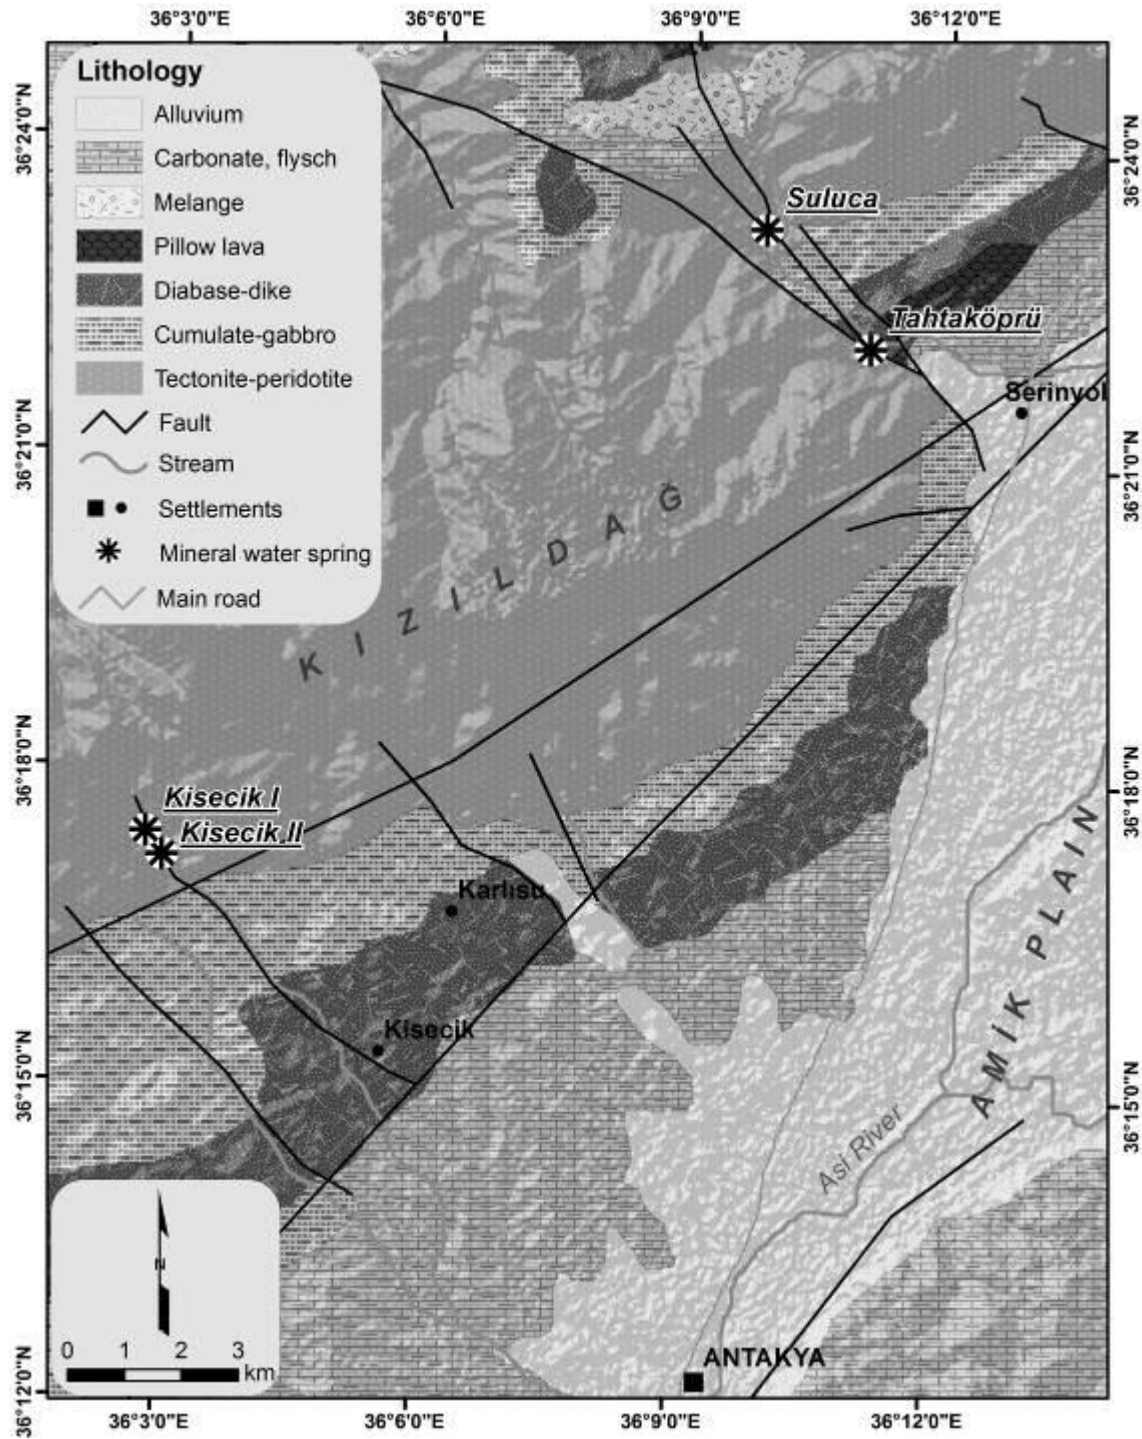 36°3'0"E
36°6'0"E
36°9'0"E
36°12'0"E
Lithology
Alluvium
Carbonate, flysch
Melange
Pillow lava
Diabase-dike
Cumulate-gabbro
Tectonite-peridotite
Fault
Stream
Settlements
Mineral water spring
Main road
36°24'0"N
36°21'0"N
36°18'0"N
36°15'0"N
36°12'0"N
36°24'0"N
36°21'0"N
36°18'0"N
36°15'0"N
Suluca
Tahtaköprü
Serinyol
KIZILDAĞ
Kisecik I
Kisecik II
Karlısu
Kisecik
AMİK PLAIN
Asi River
ANTAKYA
N
0 1 2 3
km
36°3'0"E
36°6'0"E
36°9'0"E
36°12'0"E